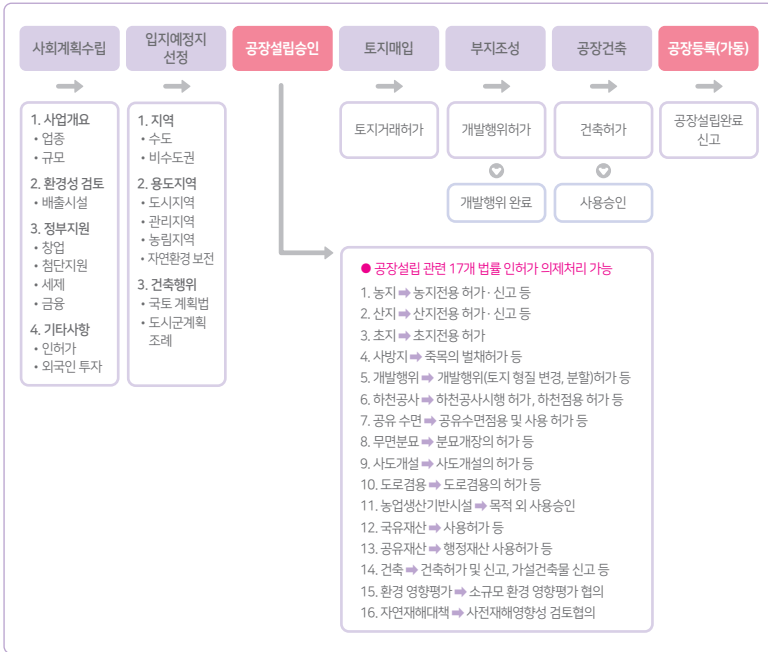 사회계획수립
입지예정지
선정
공장설립승인
토지매입
부지조성
공장건축
공장등록(가동)
1. 사업개요
• 업종
• 규모
2. 환경성 검토
• 배출시설
3. 정부지원
• 창업
• 첨단지원
• 세제
• 금융
4. 기타사항
• 인허가
• 외국인 투자
1. 지역
• 수도
• 비수도권
2. 용도지역
• 도시지역
• 관리지역
• 농림지역
• 자연환경 보전
3. 건축행위
• 국토 계획법
• 도시군계획
조례
토지거래허가
개발행위허가
개발행위 완료
건축허가
사용승인
공장설립완료
신고
● 공장설립 관련 17개 법률 인허가 의제처리 가능
1. 농지 ➡ 농지전용 허가·신고 등
2. 산지 ➡ 산지전용 허가·신고 등
3. 초지 ➡ 초지전용 허가
4. 사방지 ➡ 죽목의 벌채허가 등
5. 개발행위 ➡ 개발행위(토지 형질 변경, 분할)허가 등
6. 하천공사 ➡ 하천공사시행 허가, 하천점용 허가 등
7. 공유 수면 ➡ 공유수면점용 및 사용 허가 등
8. 무면분묘 ➡ 분묘개장의 허가 등
9. 사도개설 ➡ 사도개설의 허가 등
10. 도로겸용 ➡ 도로겸용의 허가 등
11. 농업생산기반시설 ➡ 목적 외 사용승인
12. 국유재산 ➡ 사용허가 등
13. 공유재산 ➡ 행정재산 사용허가 등
14. 건축 ➡ 건축허가 및 신고, 가설건축물 신고 등
15. 환경 영향평가 ➡ 소규모 환경 영향평가 협의
16. 자연재해대책 ➡ 사전재해영향성 검토협의